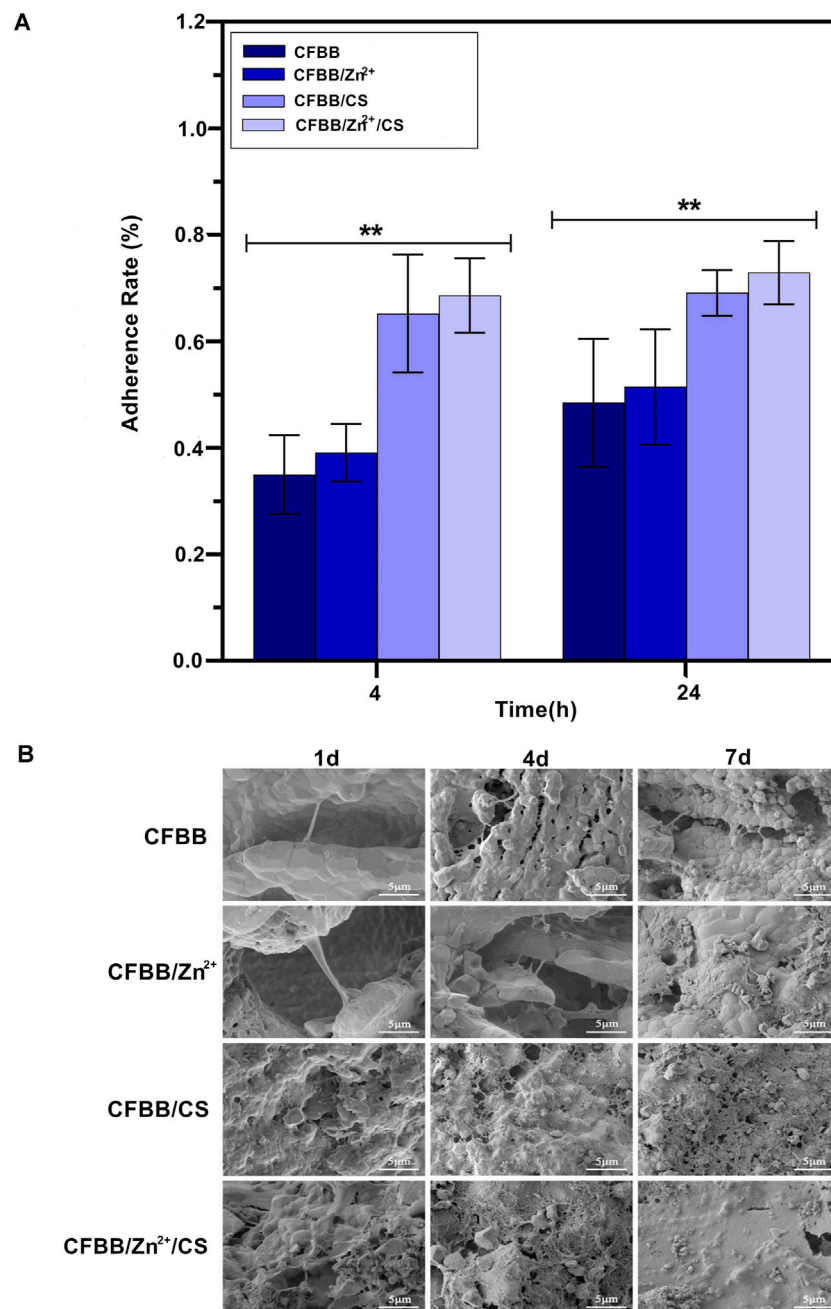 A
1.2
CFBB
CFBB/Zn²⁺
CFBB/CS
CFBB/Zn²⁺/CS
1.0
0.8
**
**
0.6
0.4
0.2
0.0
Adherence Rate (%)
4
24
Time(h)
B
1d
4d
7d
CFBB
5μm
5μm
5μm
CFBB/Zn²⁺
5μm
5μm
5μm
CFBB/CS
5μm
5μm
5μm
CFBB/Zn²⁺/CS
5μm
5μm
5μm